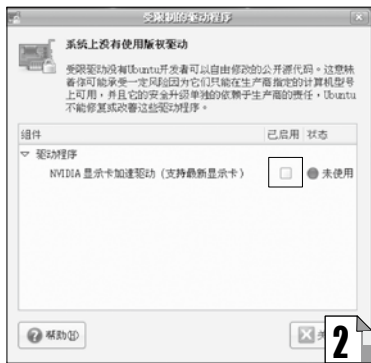 受限制的驱动程序
系统上没有使用版权驱动
受限驱动没有Ubuntu开发者可以自由修改的公开源代码。这意味
着你可能承受一定风险因为它们只能在生产商指定的计算机型号
上可用，并且它的安全升级单独的依赖于生产商的责任，Ubuntu
不能修复或改善这些驱动程序。
组件 已启用 状态
驱动程序
NVIDIA 显示卡加速驱动（支持最新显示卡） 未使用
帮助(H)
2